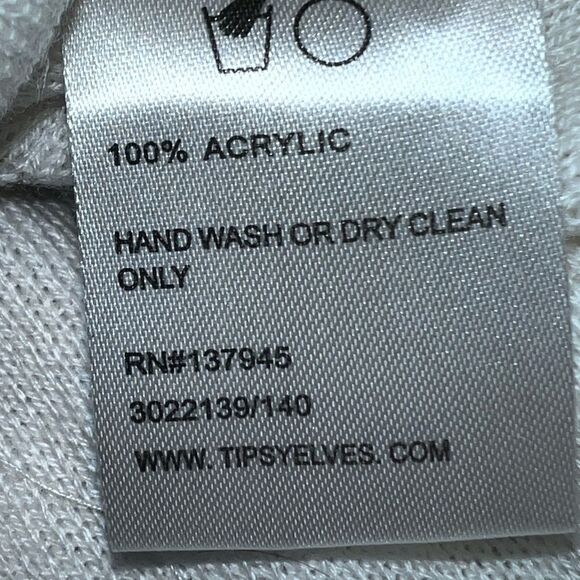 100% ACRYLIC
HAND WASH OR DRY CLEAN
ONLY
RN#137945
3022139/140
WWW. TIPSYELVES. COM